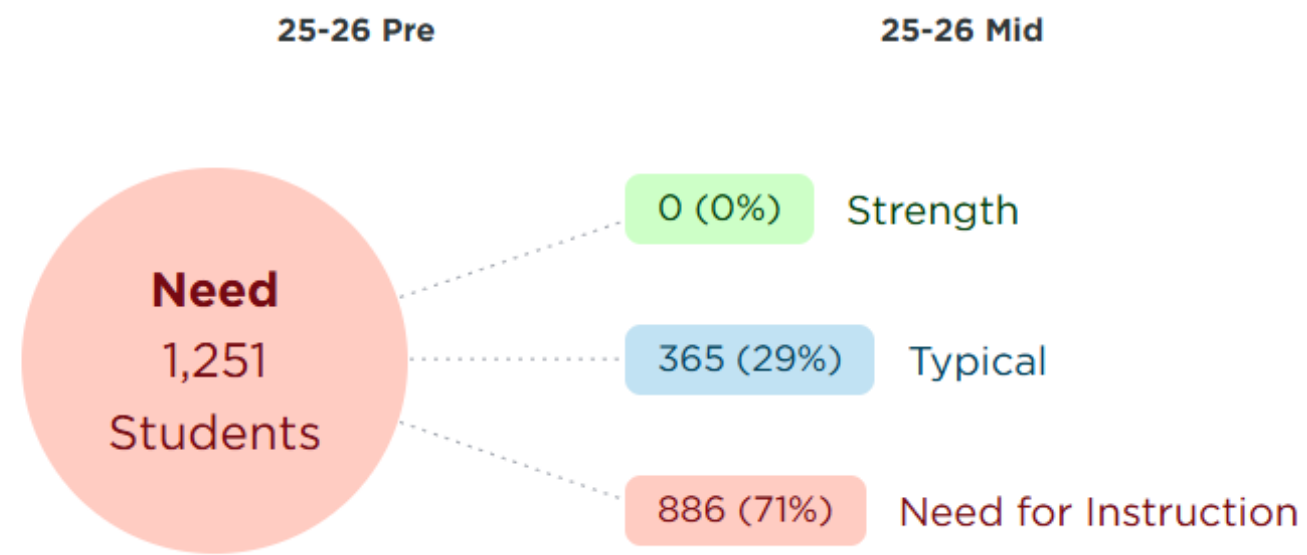 25-26 Pre
25-26 Mid
Need
1,251
Students
0 (0%)
Strength
365 (29%)
Typical
886 (71%)
Need for Instruction